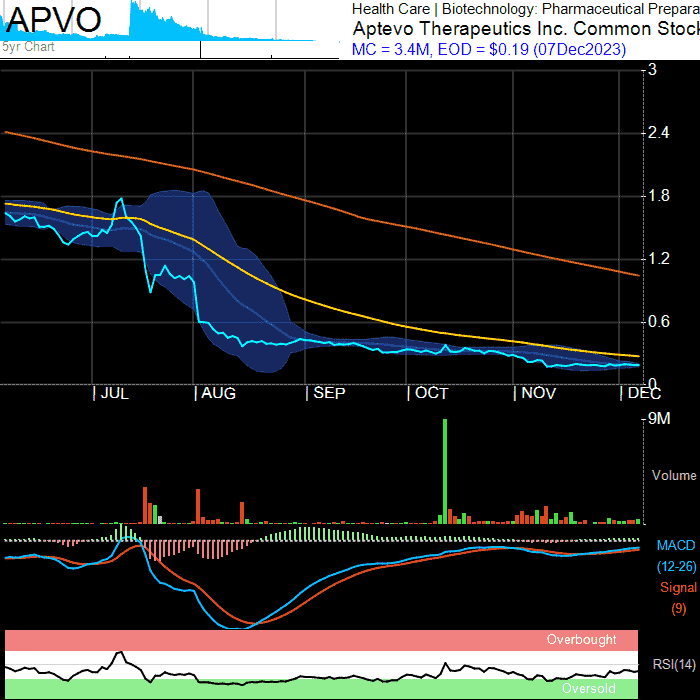 APVO
5yr Chart
Health Care | Biotechnology: Pharmaceutical Prepara
Aptevo Therapeutics Inc. Common Stock
MC = 3.4M, EOD = $0.19 (07Dec2023)
3
2.4
1.8
1.2
0.6
0
| JUL | AUG | SEP | OCT | NOV | DEC
9M
Volume
MACD
(12-26)
Signal
(9)
Overbought
RSI(14)
Oversold